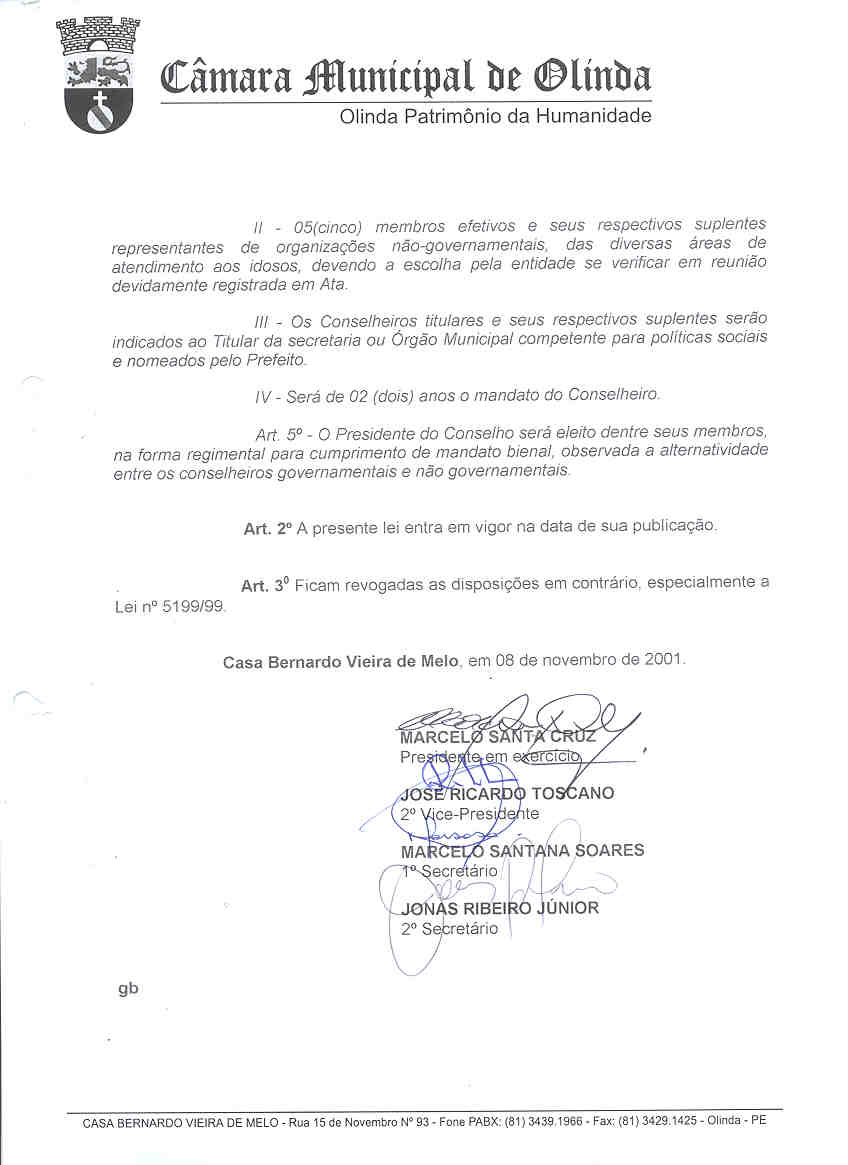 Câmara Municipal de Olinda
Olinda Patrimônio da Humanidade
II - 05(cinco) membros efetivos e seus respectivos suplentes
representantes de organizações não-governamentais, das diversas áreas de
atendimento aos idosos, devendo a escolha pela entidade se verificar em reunião
devidamente registrada em Ata.
III - Os Conselheiros titulares e seus respectivos suplentes serão
indicados ao Titular da secretaria ou Órgão Municipal competente para políticas sociais
e nomeados pelo Prefeito.
IV - Será de 02 (dois) anos o mandato do Conselheiro.
Art. 5º - O Presidente do Conselho será eleito dentre seus membros,
na forma regimental para cumprimento de mandato bienal, observada a alternatividade
entre os conselheiros governamentais e não governamentais.
Art. 2º A presente lei entra em vigor na data de sua publicação.
Art. 3º Ficam revogadas as disposições em contrário, especialmente a
Lei nº 5199/99.
Casa Bernardo Vieira de Melo, em 08 de novembro de 2001.
MARCELO SANTA CRUZ
Presidente em exercício
JOSÉ RICARDO TOSCANO
2º Vice-Presidente
MARCELO SANTANA SOARES
1º Secretário
JONAS RIBEIRO JÚNIOR
2º Secretário
gb
CASA BERNARDO VIEIRA DE MELO - Rua 15 de Novembro Nº 93 - Fone PABX: (81) 3439.1966 - Fax: (81) 3429.1425 - Olinda - PE